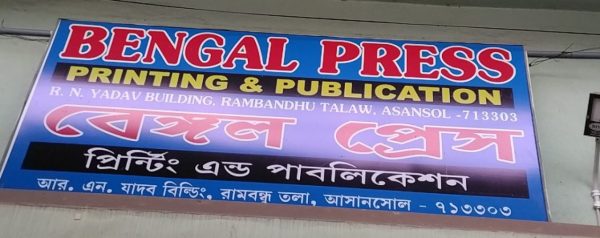 BENGAL PRESS
PRINTING & PUBLICATION
R. N. YADAV BUILDING, RAMBANDHU TALAW, ASANSOL -713303
বেঙ্গল প্রেস
প্রিন্টিং এন্ড পাবলিকেশন
আর. এন. যাদব বিল্ডিং, রামবন্ধু তলা, আসানসোল - ৭১৩৩০৩